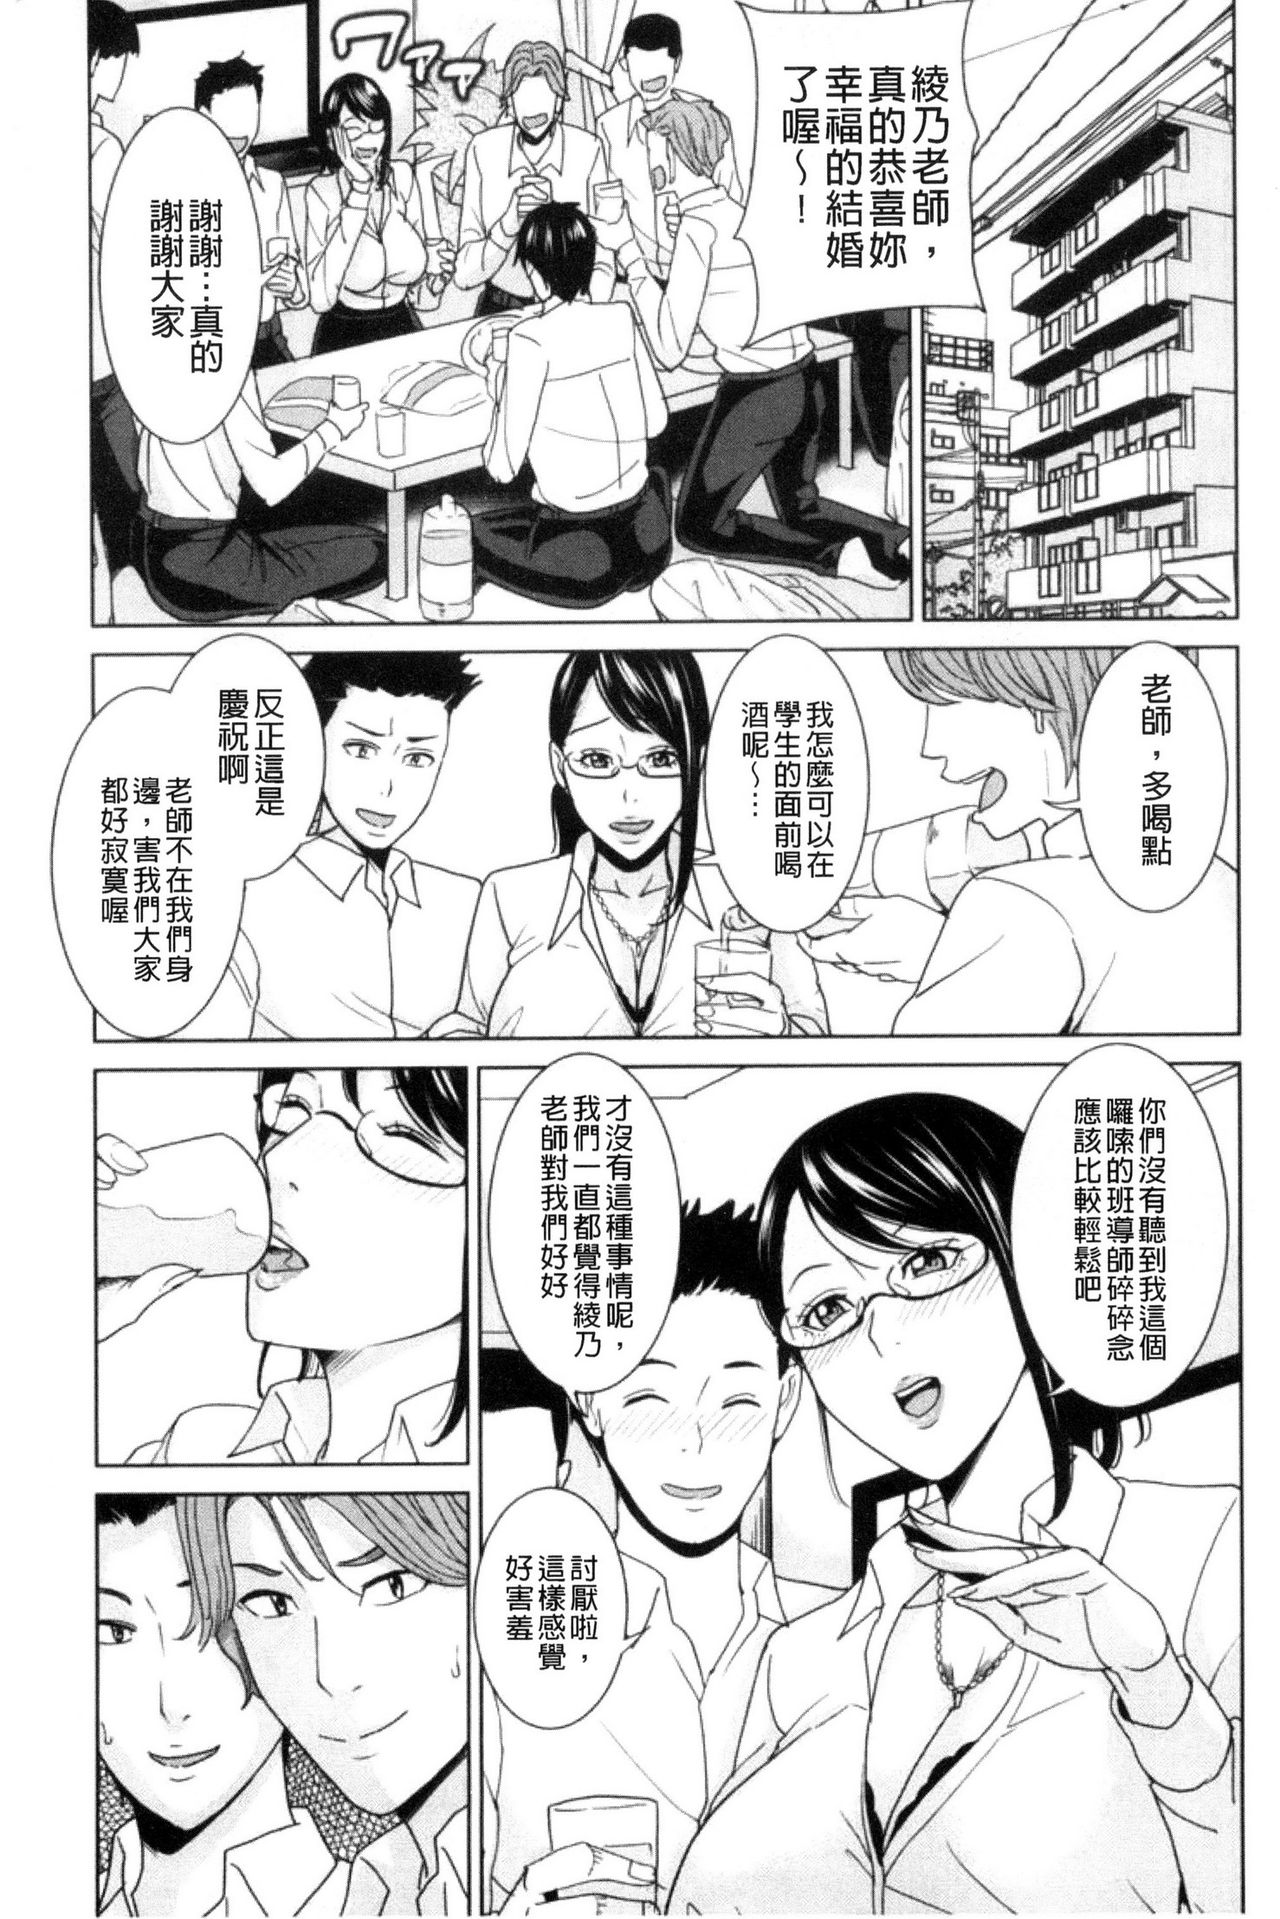 綾乃老師，
真的恭喜妳
幸福的結婚
了喔～！
ワァァァ
謝謝…真的
謝謝大家
老師，多喝點
我怎麼可以在
學生的面前喝
酒呢～…
反正這是
慶祝啊
老師不在我們身
邊，害我們大家
都好寂寞喔
你們沒有聽到我這個
囉嗦的班導師碎碎念
應該比較輕鬆吧
才沒有這種事情呢，
我們一直都覺得綾乃
老師對我們好好
討厭啦，
這樣感覺
好害羞